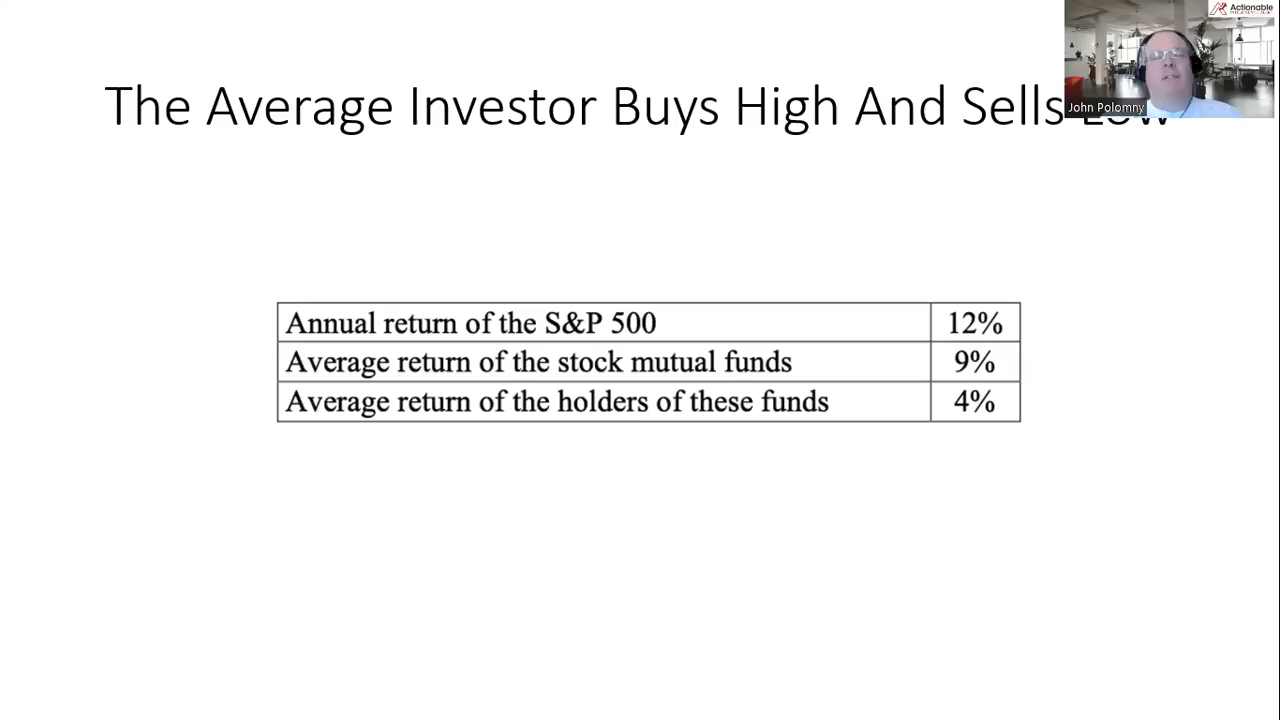 Actionable
The Average Investor Buys High And Sells Low
John Polomny
Annual return of the S&P 500 12%
Average return of the stock mutual funds 9%
Average return of the holders of these funds 4%